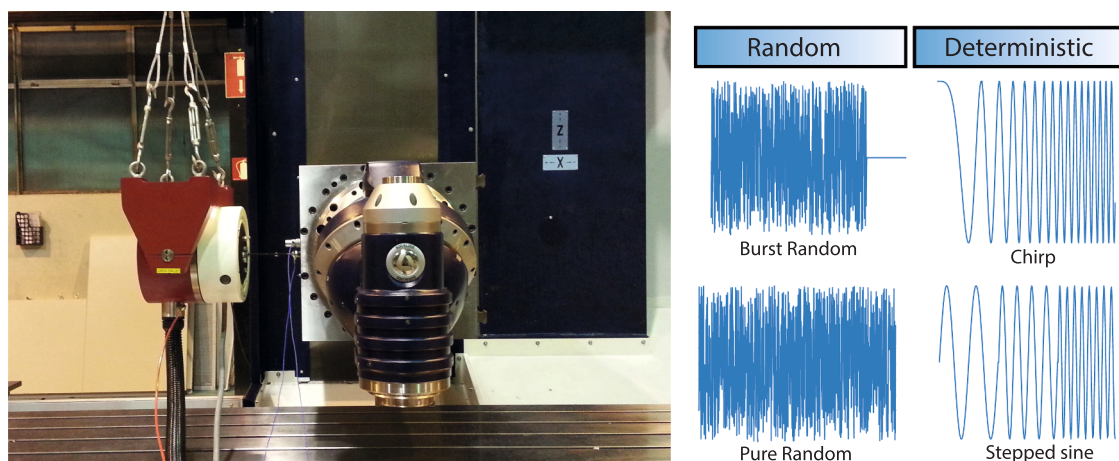 Z
X
Random
Deterministic
Burst Random
Chirp
Pure Random
Stepped sine